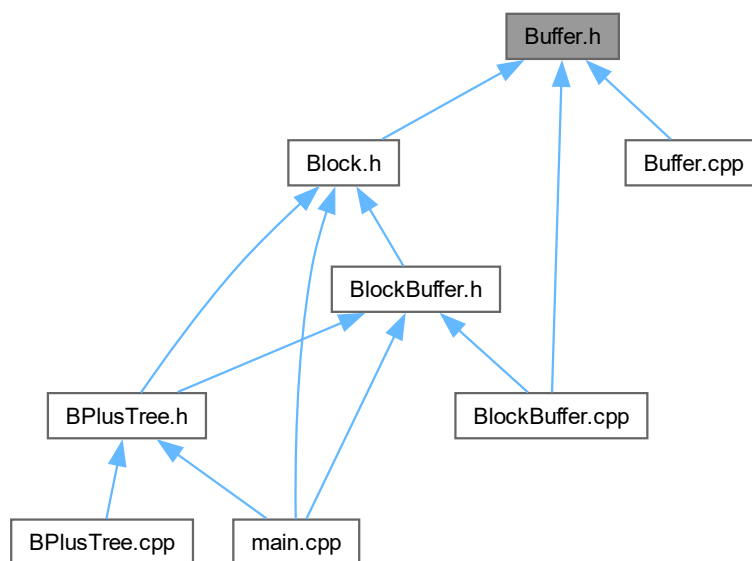 Buffer.h
Block.h
Buffer.cpp
BlockBuffer.h
BPlusTree.h
BlockBuffer.cpp
BPlusTree.cpp
main.cpp